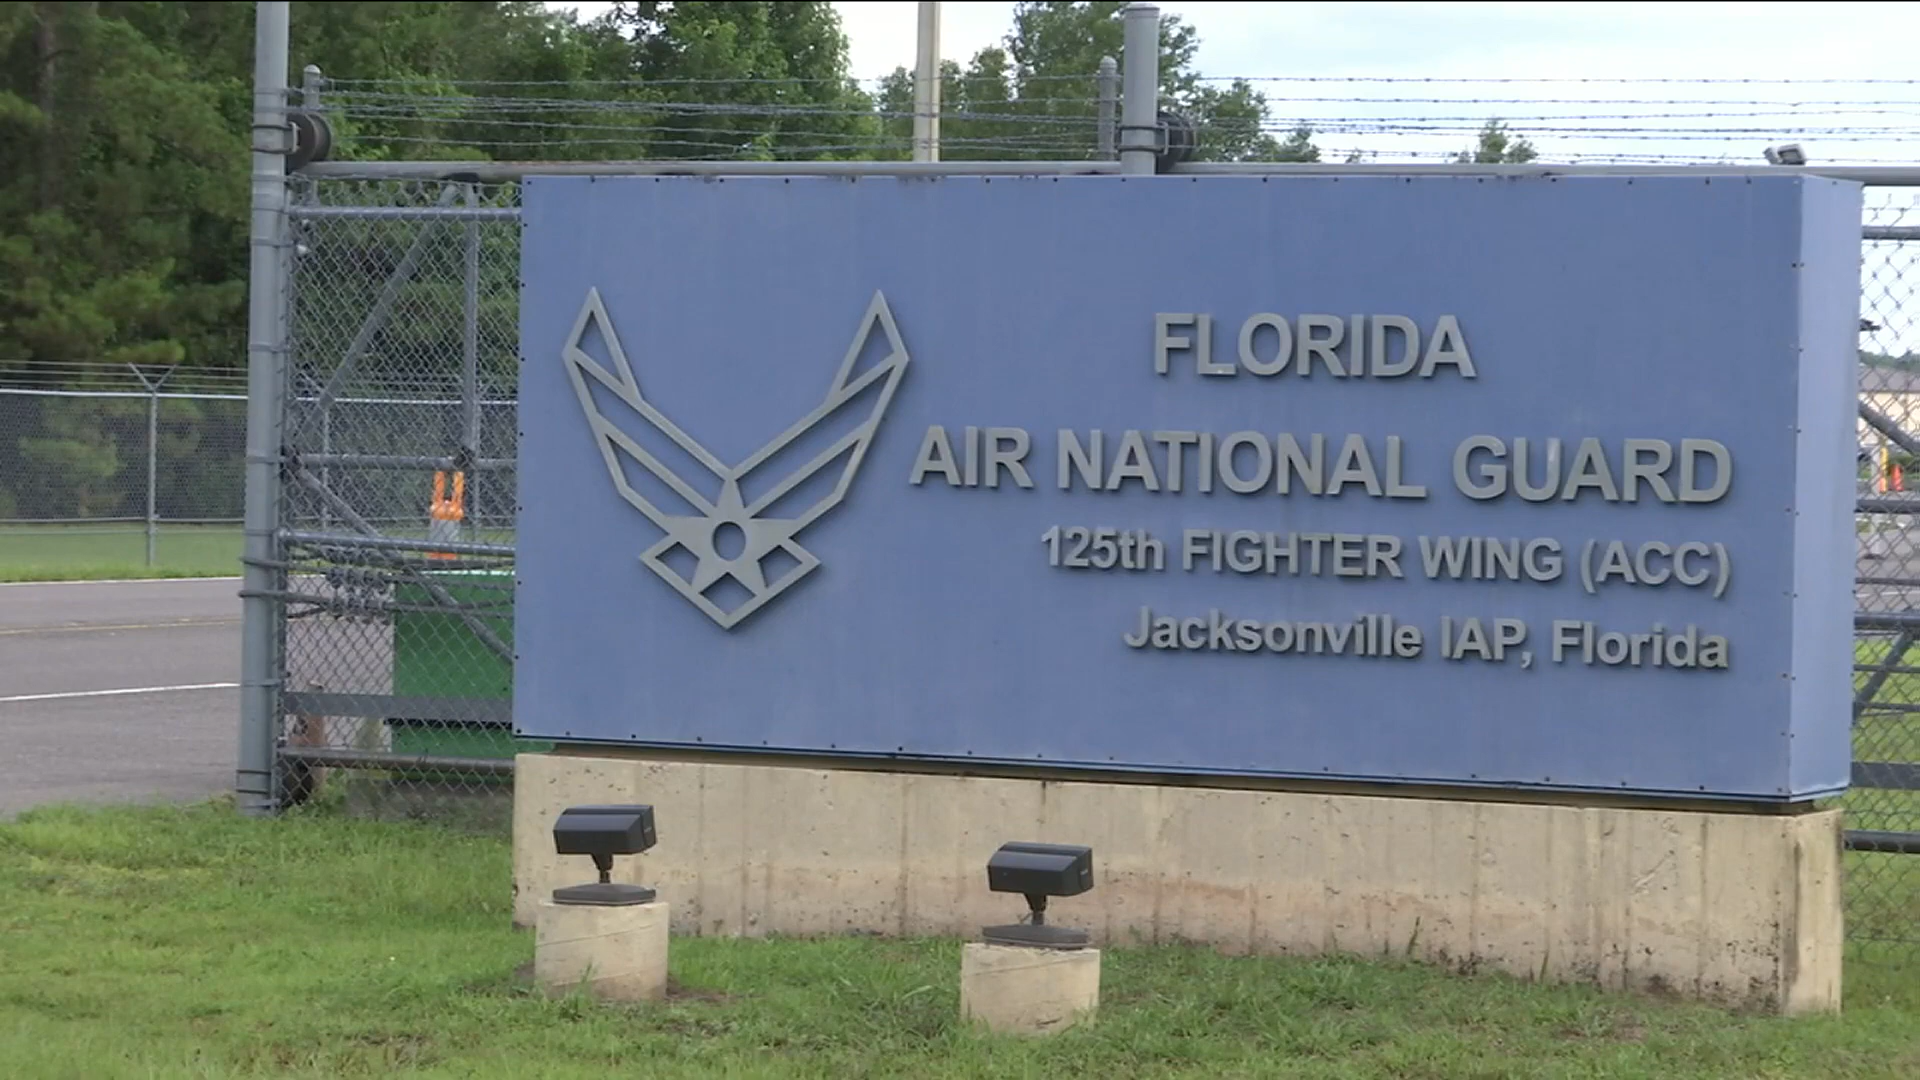 FLORIDA
AIR NATIONAL GUARD
125th FIGHTER WING (ACC)
Jacksonville IAP, Florida